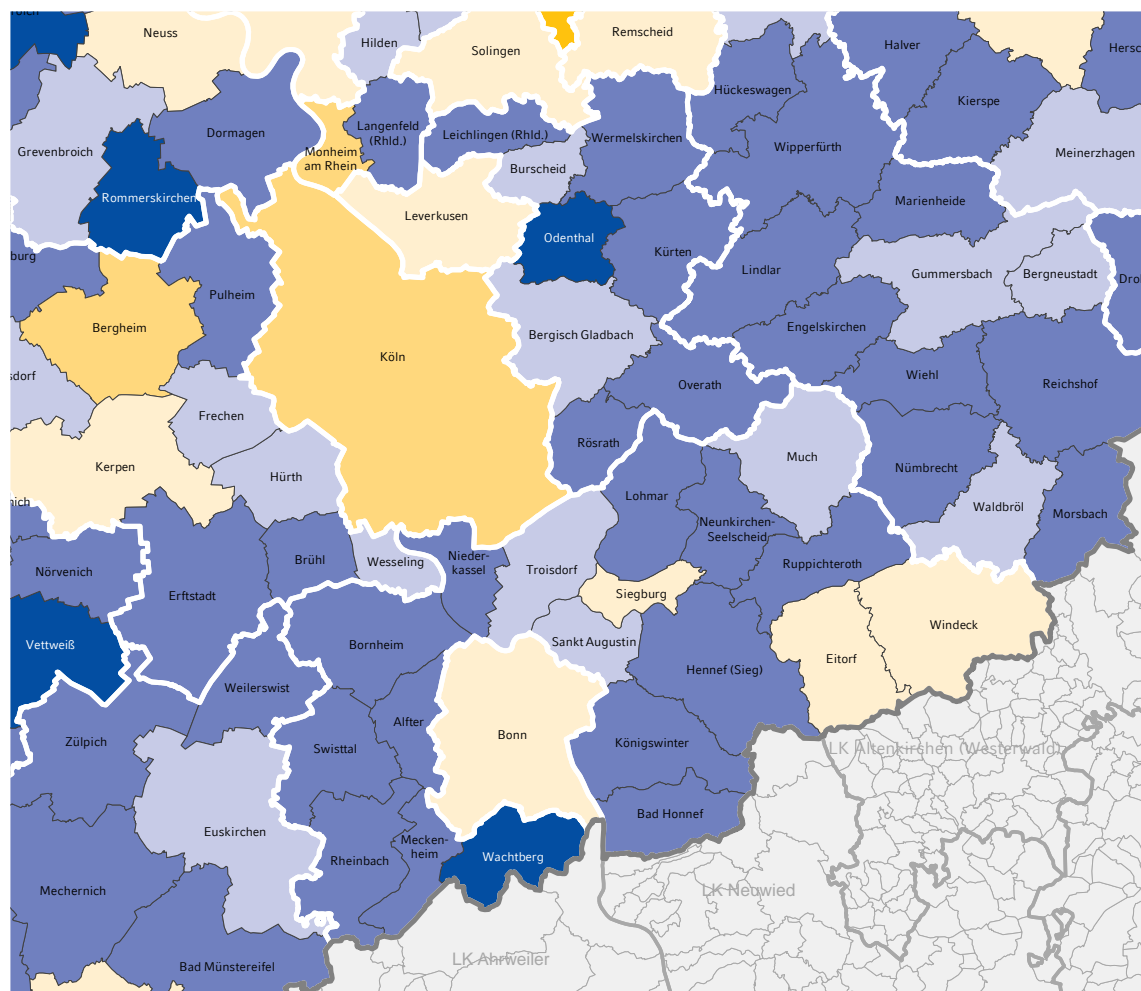 Neuss
Hilden
Solingen
Remscheid
Halver
Hersc
Hückeswagen
Kierspe
Dormagen
Langenfeld
(Rhld.)
Leichlingen (Rhld.)
Wermelskirchen
Wipperfürth
Meinerzhagen
Grevenbroich
Monheim
am Rhein
Burscheid
Rommerskirchen
Marienheide
Leverkusen
Odenthal
Kürten
Lindlar
Gummersbach
Bergneustadt
Drol
burg
Pulheim
Bergheim
Bergisch Gladbach
Engelskirchen
Köln
sdorf
Overath
Wiehl
Reichshof
Frechen
Rösrath
Kerpen
Hürth
Much
Nümbrecht
nich
Lohmar
Neunkirchen-
Seelscheid
Waldbröl
Morsbach
Nörvenich
Brühl
Wesseling
Nieder-
kassel
Troisdorf
Ruppichteroth
Erftstadt
Siegburg
Windeck
Vettweiß
Bornheim
Sankt Augustin
Eitorf
Hennef (Sieg)
Weilerswist
Alfter
Zülpich
Swisttal
Bonn
Königswinter
LK Altenkirchen (Westerwald)
Euskirchen
Bad Honnef
Rheinbach
Mecken-
heim
Wachtberg
Mechernich
LK Neuwied
Bad Münstereifel
LK Ahrweiler